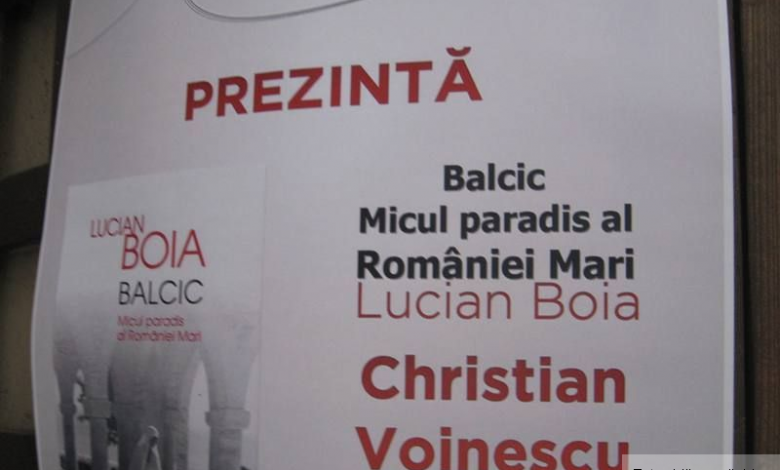 PREZINTĂ
LUCIAN
BOIA
BALCIC
Micul paradis
al României Mari
Balcic
Micul paradis al
României Mari
Lucian Boia
Christian
Voinescu